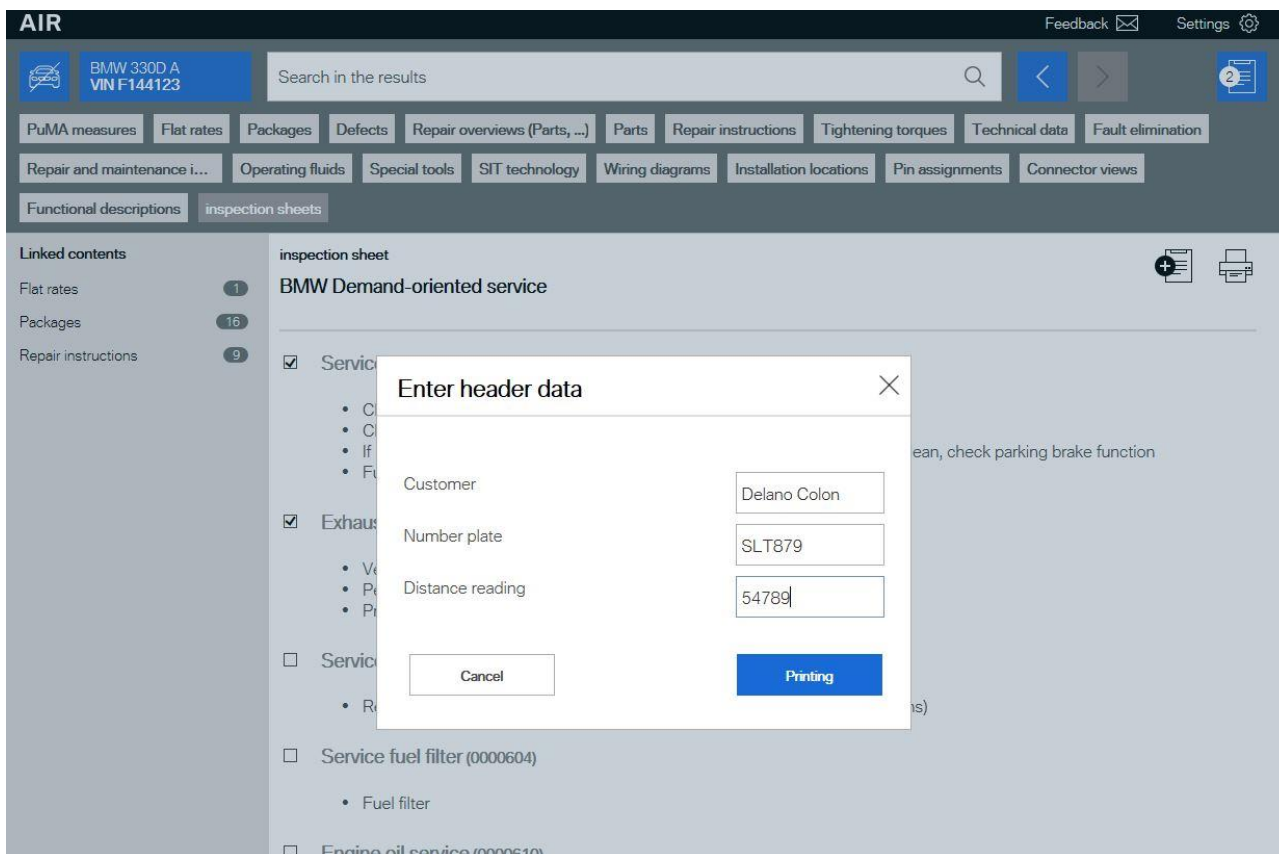 AIR
Feedback
Settings
BMW 330D A
VIN F144123
Search in the results
2
PuMA measures
Flat rates
Packages
Defects
Repair overviews (Parts, ...)
Parts
Repair instructions
Tightening torques
Technical data
Fault elimination
Repair and maintenance i...
Operating fluids
Special tools
SIT technology
Wiring diagrams
Installation locations
Pin assignments
Connector views
Functional descriptions
inspection sheets
Linked contents
Flat rates 1
Packages 16
Repair instructions 9
inspection sheet
BMW Demand-oriented service
Enter header data
ean, check parking brake function
Customer
Delano Colon
Number plate
SLT879
Distance reading
54789
Cancel
Printing
Service fuel filter (0000604)
• Fuel filter
Engine oil service (0000610)